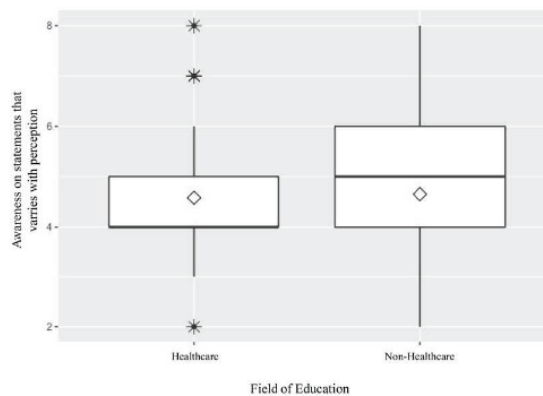 Awareness on statements that
varries with perception
8
6
4
2
Healthcare Non-Healthcare
Field of Education